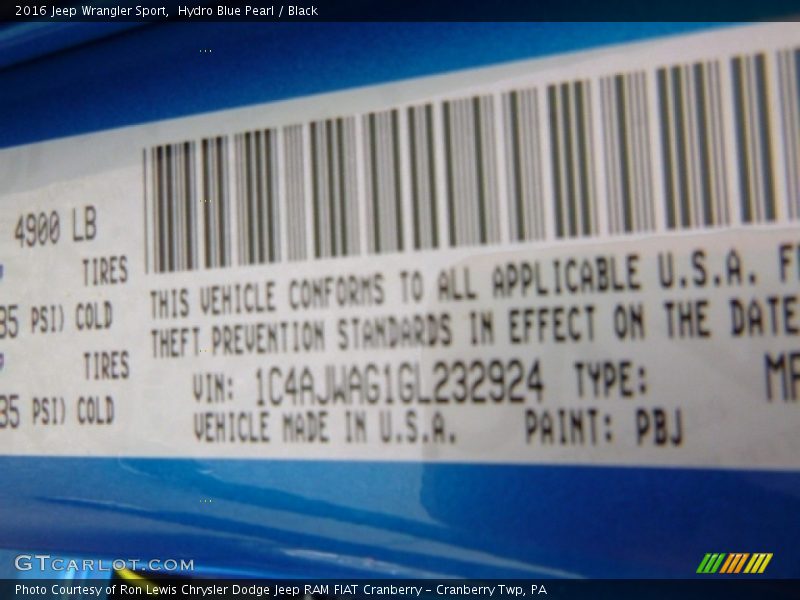 2016 Jeep Wrangler Sport, Hydro Blue Pearl / Black
4900 LB
TIRES
35 PSI) COLD
TIRES
35 PSI) COLD
THIS VEHICLE CONFORMS TO ALL APPLICABLE U.S.A. F
THEFT PREVENTION STANDARDS IN EFFECT ON THE DATE
VIN: 1C4AJWAG1GL232924 TYPE: MP
VEHICLE MADE IN U.S.A. PAINT: PBJ
GTCARLOT.COM
Photo Courtesy of Ron Lewis Chrysler Dodge Jeep RAM FIAT Cranberry - Cranberry Twp, PA